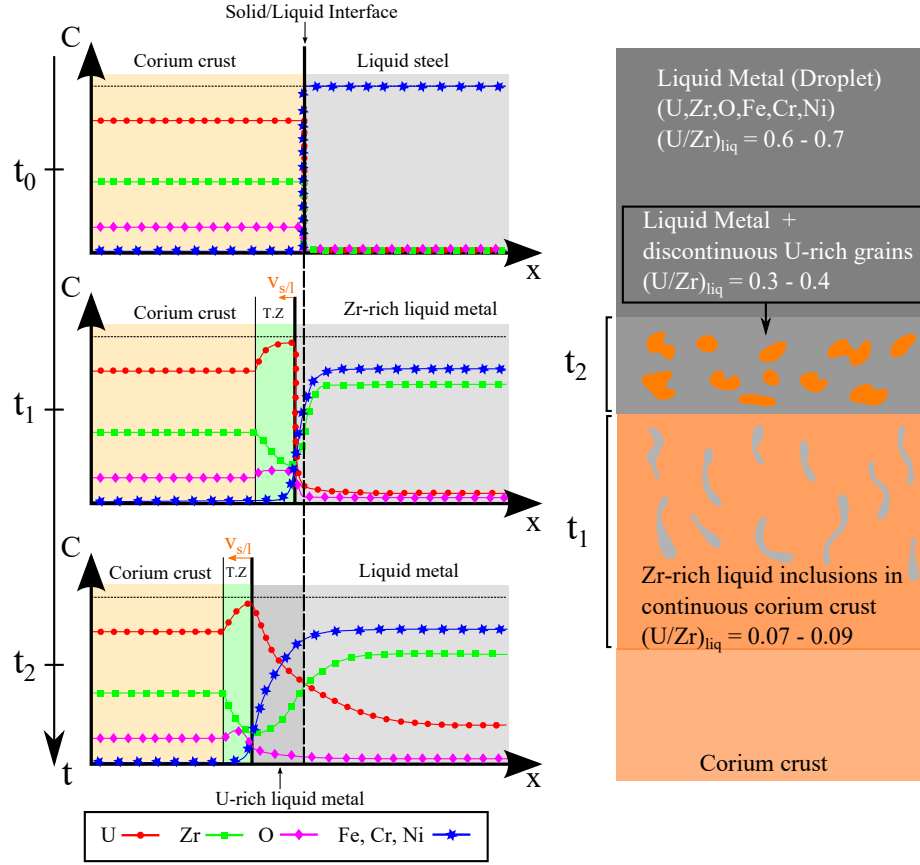 Solid/Liquid Interface
C
Corium crust
Liquid steel
t0
x
C
vs/l
Corium crust
T.Z
Zr-rich liquid metal
t1
x
C
vs/l
Corium crust
T.Z
Liquid metal
t2
t
x
U-rich liquid metal
U
Zr
O
Fe, Cr, Ni
Liquid Metal (Droplet)
(U,Zr,O,Fe,Cr,Ni)
(U/Zr)liq = 0.6 - 0.7
Liquid Metal +
discontinuous U-rich grains
(U/Zr)liq = 0.3 - 0.4
t2
t1
Zr-rich liquid inclusions in
continuous corium crust
(U/Zr)liq = 0.07 - 0.09
Corium crust